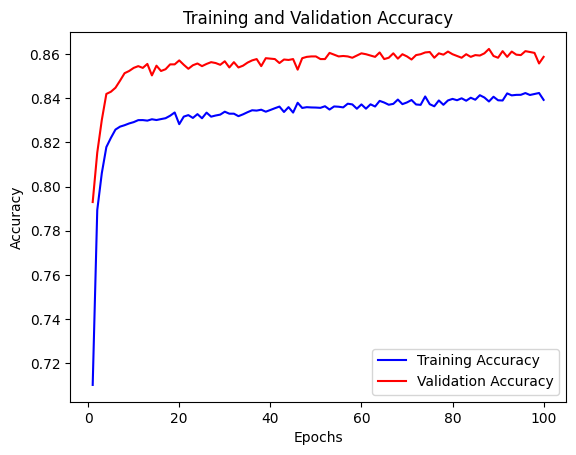 Training and Validation Accuracy
Accuracy
0.86
0.84
0.82
0.80
0.78
0.76
0.74
0.72
0 20 40 60 80 100
Epochs
Training Accuracy
Validation Accuracy